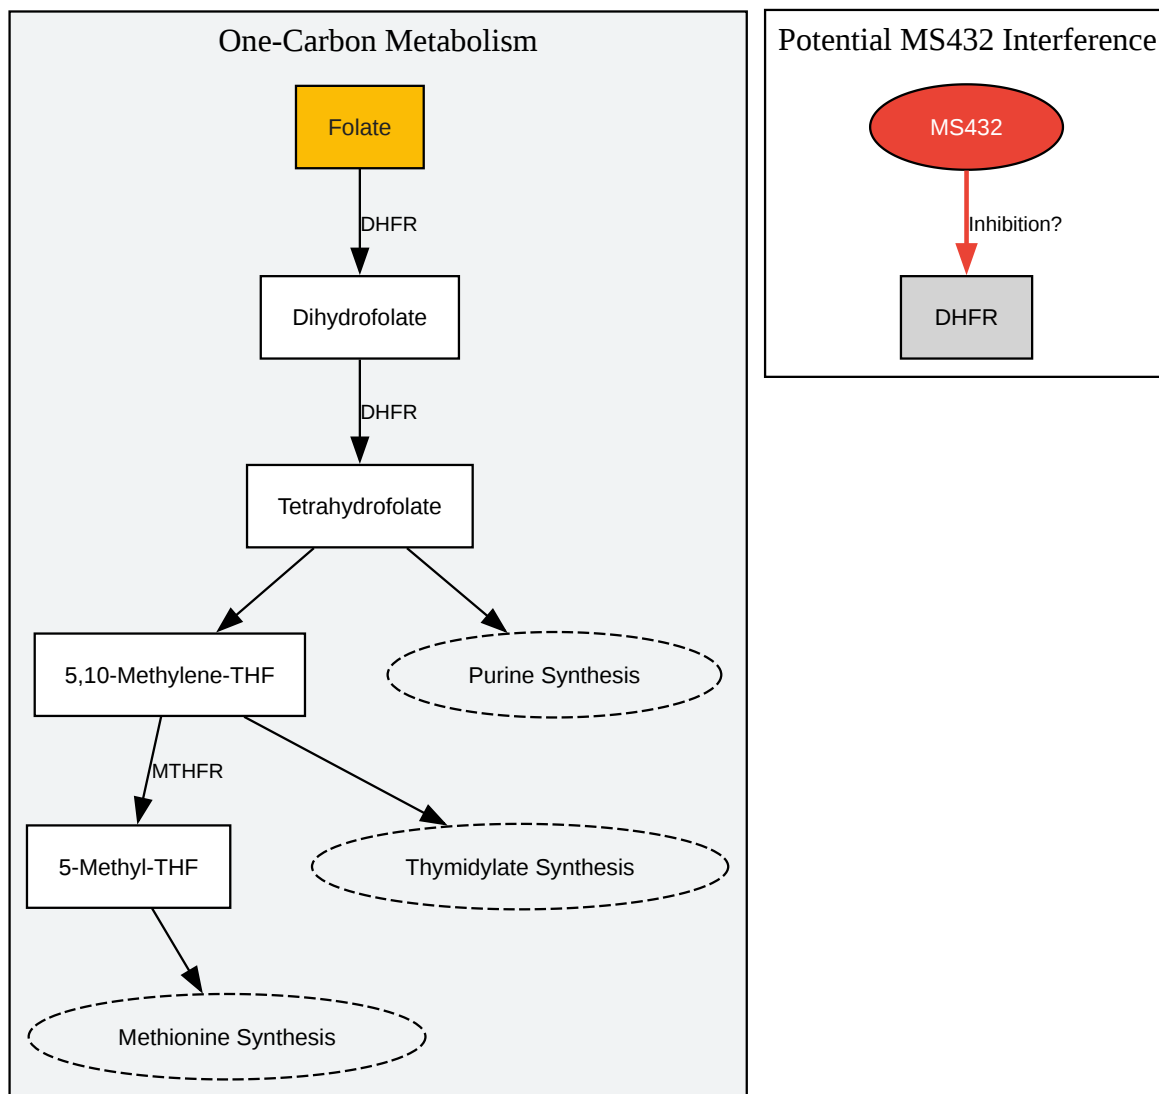 One-Carbon Metabolism
Folate
DHFR
Dihydrofolate
DHFR
Tetrahydrofolate
5,10-Methylene-THF
Purine Synthesis
MTHFR
5-Methyl-THF
Thymidylate Synthesis
Methionine Synthesis
Potential MS432 Interference
MS432
Inhibition?
DHFR